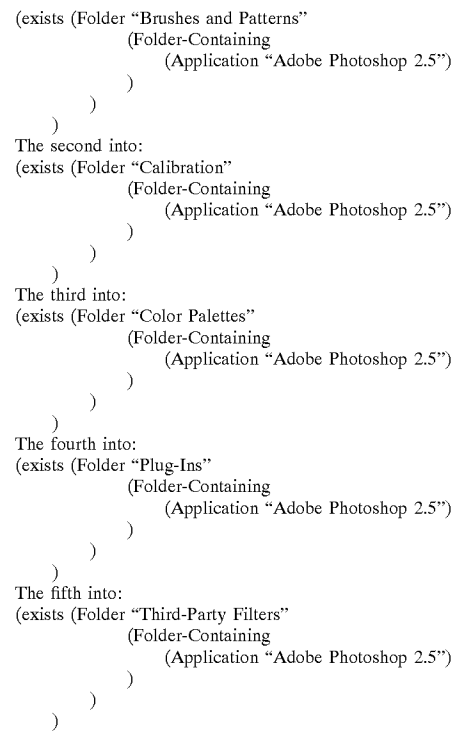 (exists (Folder “Brushes and Patterns”
(Folder-Containing
(Application “Adobe Photoshop 2.5”)
)
)
)
The second into:
(exists (Folder “Calibration”
(Folder-Containing
(Application “Adobe Photoshop 2.5”)
)
)
)
The third into:
(exists (Folder “Color Palettes”
(Folder-Containing
(Application “Adobe Photoshop 2.5”)
)
)
)
The fourth into:
(exists (Folder “Plug-Ins”
(Folder-Containing
(Application “Adobe Photoshop 2.5”)
)
)
)
The fifth into:
(exists (Folder “Third-Party Filters”
(Folder-Containing
(Application “Adobe Photoshop 2.5”)
)
)
)